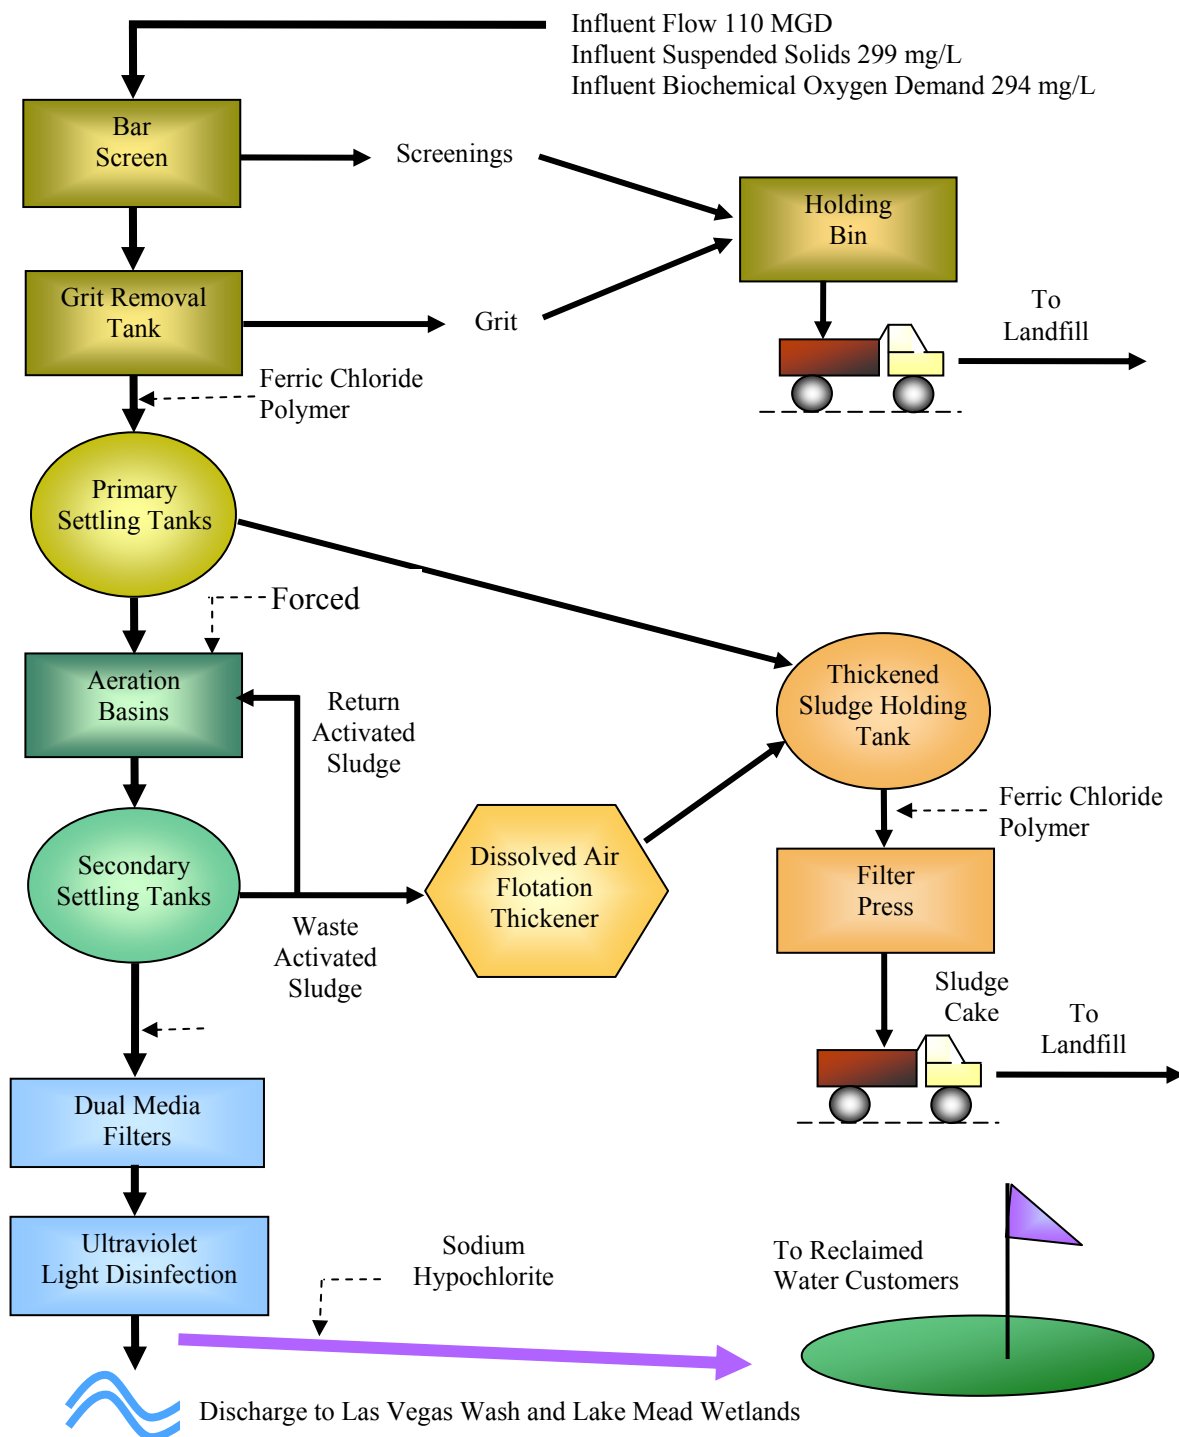 Influent Flow 110 MGD
Influent Suspended Solids 299 mg/L
Influent Biochemical Oxygen Demand 294 mg/L
Bar
Screen
Screenings
Holding
Bin
Grit Removal
Tank
Grit
To
Landfill
Ferric Chloride
Polymer
Primary
Settling Tanks
Forced
Aeration
Basins
Return
Activated
Sludge
Thickened
Sludge Holding
Tank
Ferric Chloride
Polymer
Secondary
Settling Tanks
Dissolved Air
Flotation
Thickener
Filter
Press
Waste
Activated
Sludge
Sludge
Cake
To
Landfill
Dual Media
Filters
Ultraviolet
Light Disinfection
Sodium
Hypochlorite
To Reclaimed
Water Customers
Discharge to Las Vegas Wash and Lake Mead Wetlands